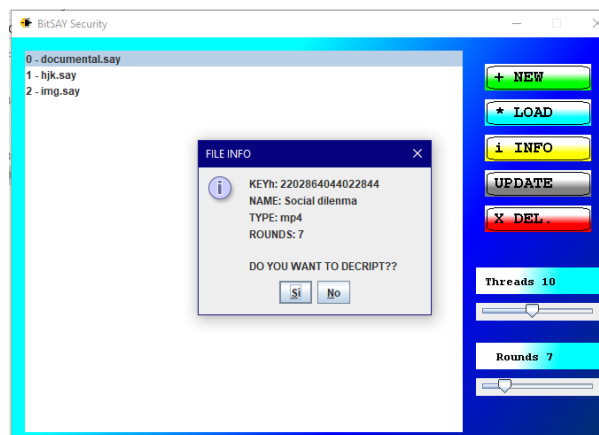 BitSAY Security
0 - documental.say
1 - hjk.say
2 - img.say
+ NEW
* LOAD
i INFO
UPDATE
X DEL.
Threads 10
Rounds 7
FILE INFO
KEYh: 2202864044022844
NAME: Social dilenma
TYPE: mp4
ROUNDS: 7
DO YOU WANT TO DECRIPT??
Sí No